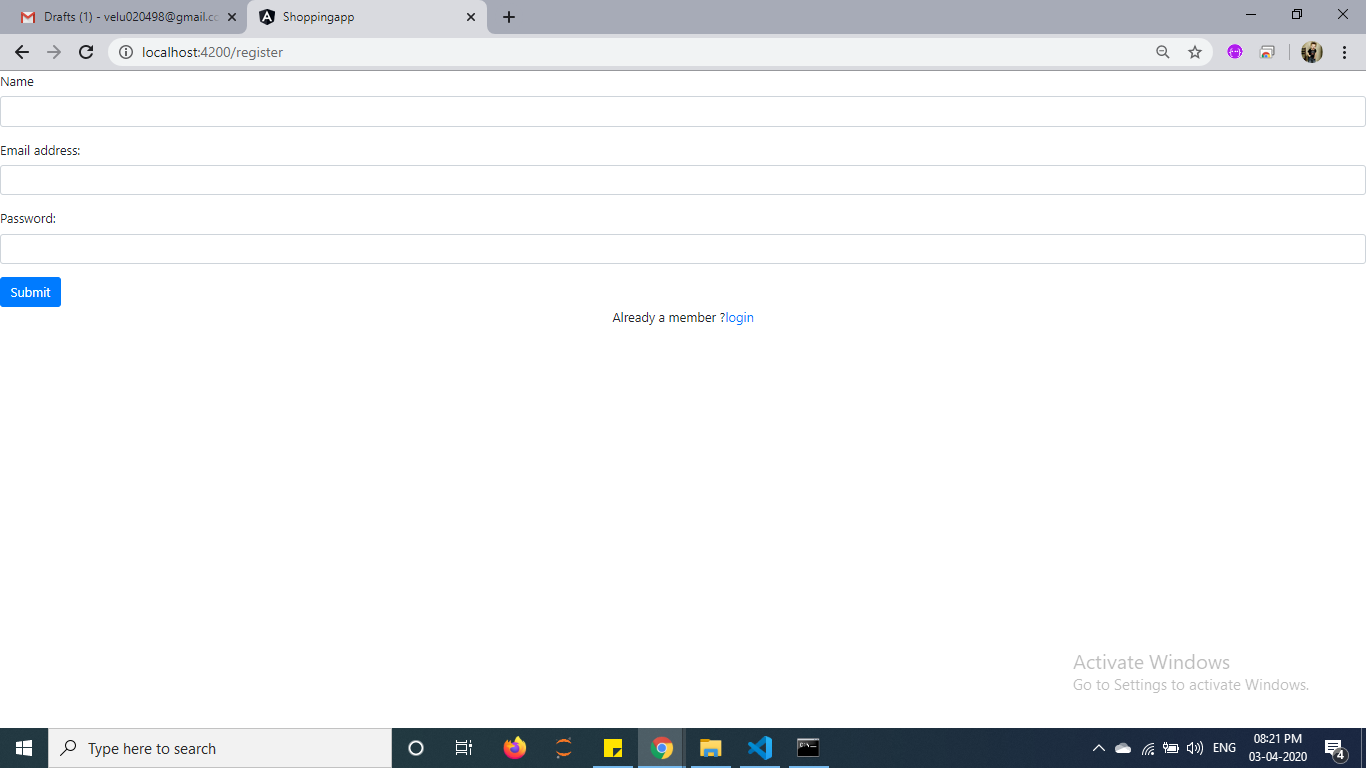 Drafts (1) - velu020498@gmail.co
Shoppingapp
localhost:4200/register
Name
Email address:
Password:
Submit
Already a member ?login
Activate Windows
Go to Settings to activate Windows.
Type here to search
ENG
08:21 PM
03-04-2020
4